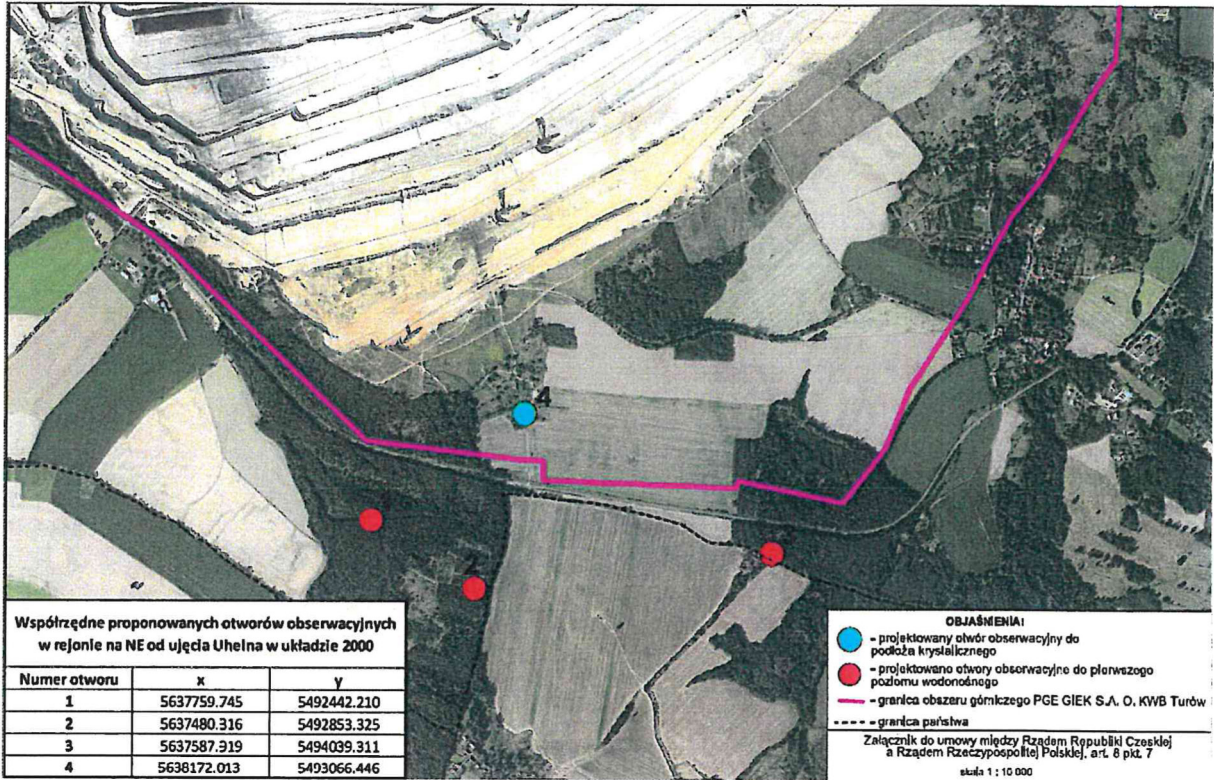 4
2
Współrzędne proponowanych otworów obserwacyjnych
w rejonie na NE od ujęcia Uhelna w układzie 2000
Numer otworu x y
1 5637759.745 5492442.210
2 5637480.316 5492853.325
3 5637587.919 5494039.311
4 5638172.013 5493066.446
OBJAŚNIENIA:
- projektowany otwór obserwacyjny do
podłoża krystalicznego
- projektowane otwory obserwacyjne do pierwszego
poziomu wodonośnego
- granica obszaru górniczego PGE GIEK S.A. O. KWB Turów
- granica państwa
Załącznik do umowy między Rządem Republiki Czeskiej
a Rządem Rzeczypospolitej Polskiej, art. 8 pkt. 7
skala 1 : 10 000